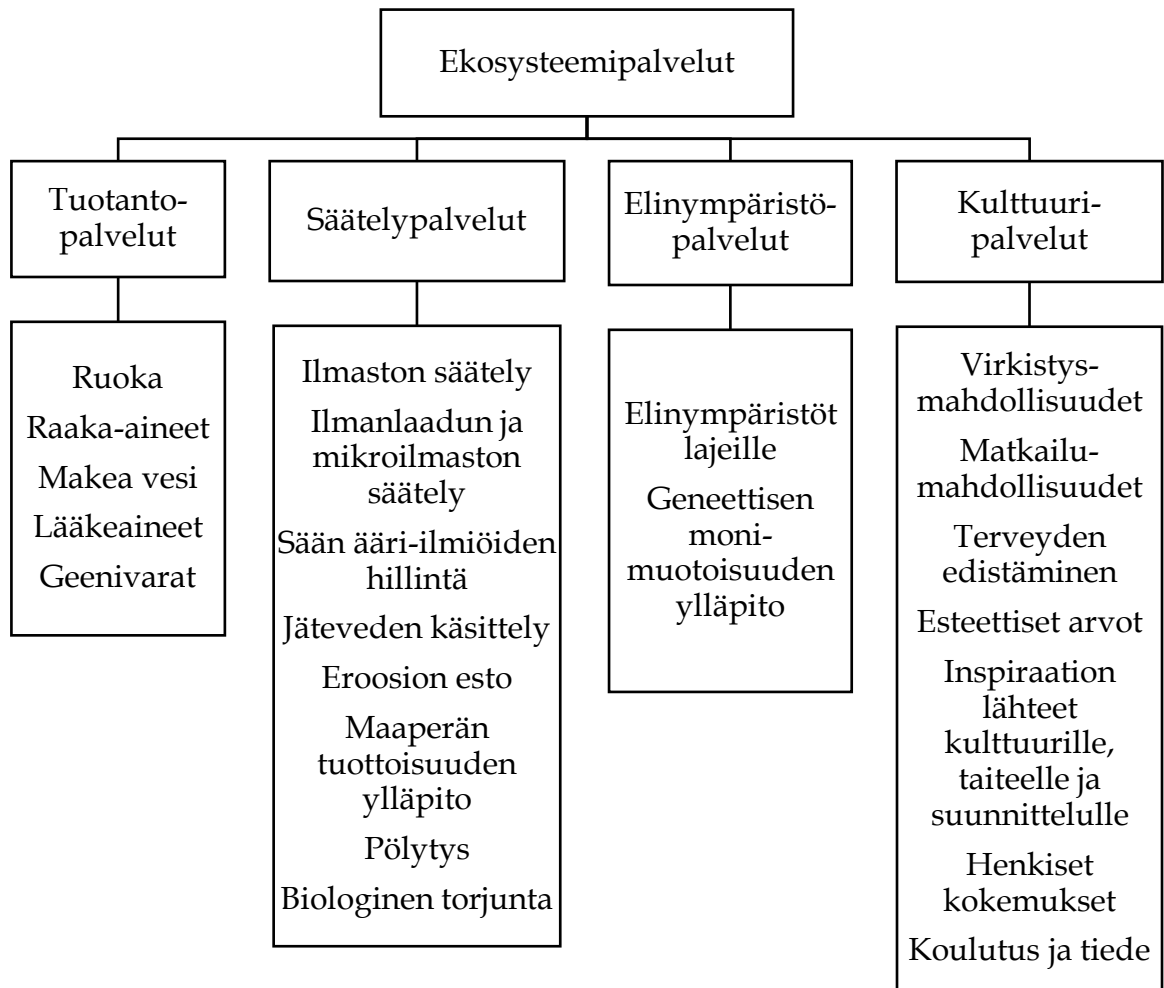 Ekosysteemipalvelut
Tuotanto-
palvelut
Säätelypalvelut
Elinympäristö-
palvelut
Kulttuuri-
palvelut
Ruoka
Raaka-aineet
Makea vesi
Lääkeaineet
Geenivarat
Ilmaston säätely
Ilmanlaadun ja
mikroilmaston
säätely
Sään ääri-ilmiöiden
hillintä
Jäteveden käsittely
Eroosion esto
Maaperän
tuottoisuuden
ylläpito
Pölytys
Biologinen torjunta
Elinympäristöt
lajeille
Geneettisen
moni-
muotoisuuden
ylläpito
Virkistys-
mahdollisuudet
Matkailu-
mahdollisuudet
Terveyden
edistäminen
Esteettiset arvot
Inspiraation
lähteet
kulttuurille,
taiteelle ja
suunnittelulle
Henkiset
kokemukset
Koulutus ja tiede